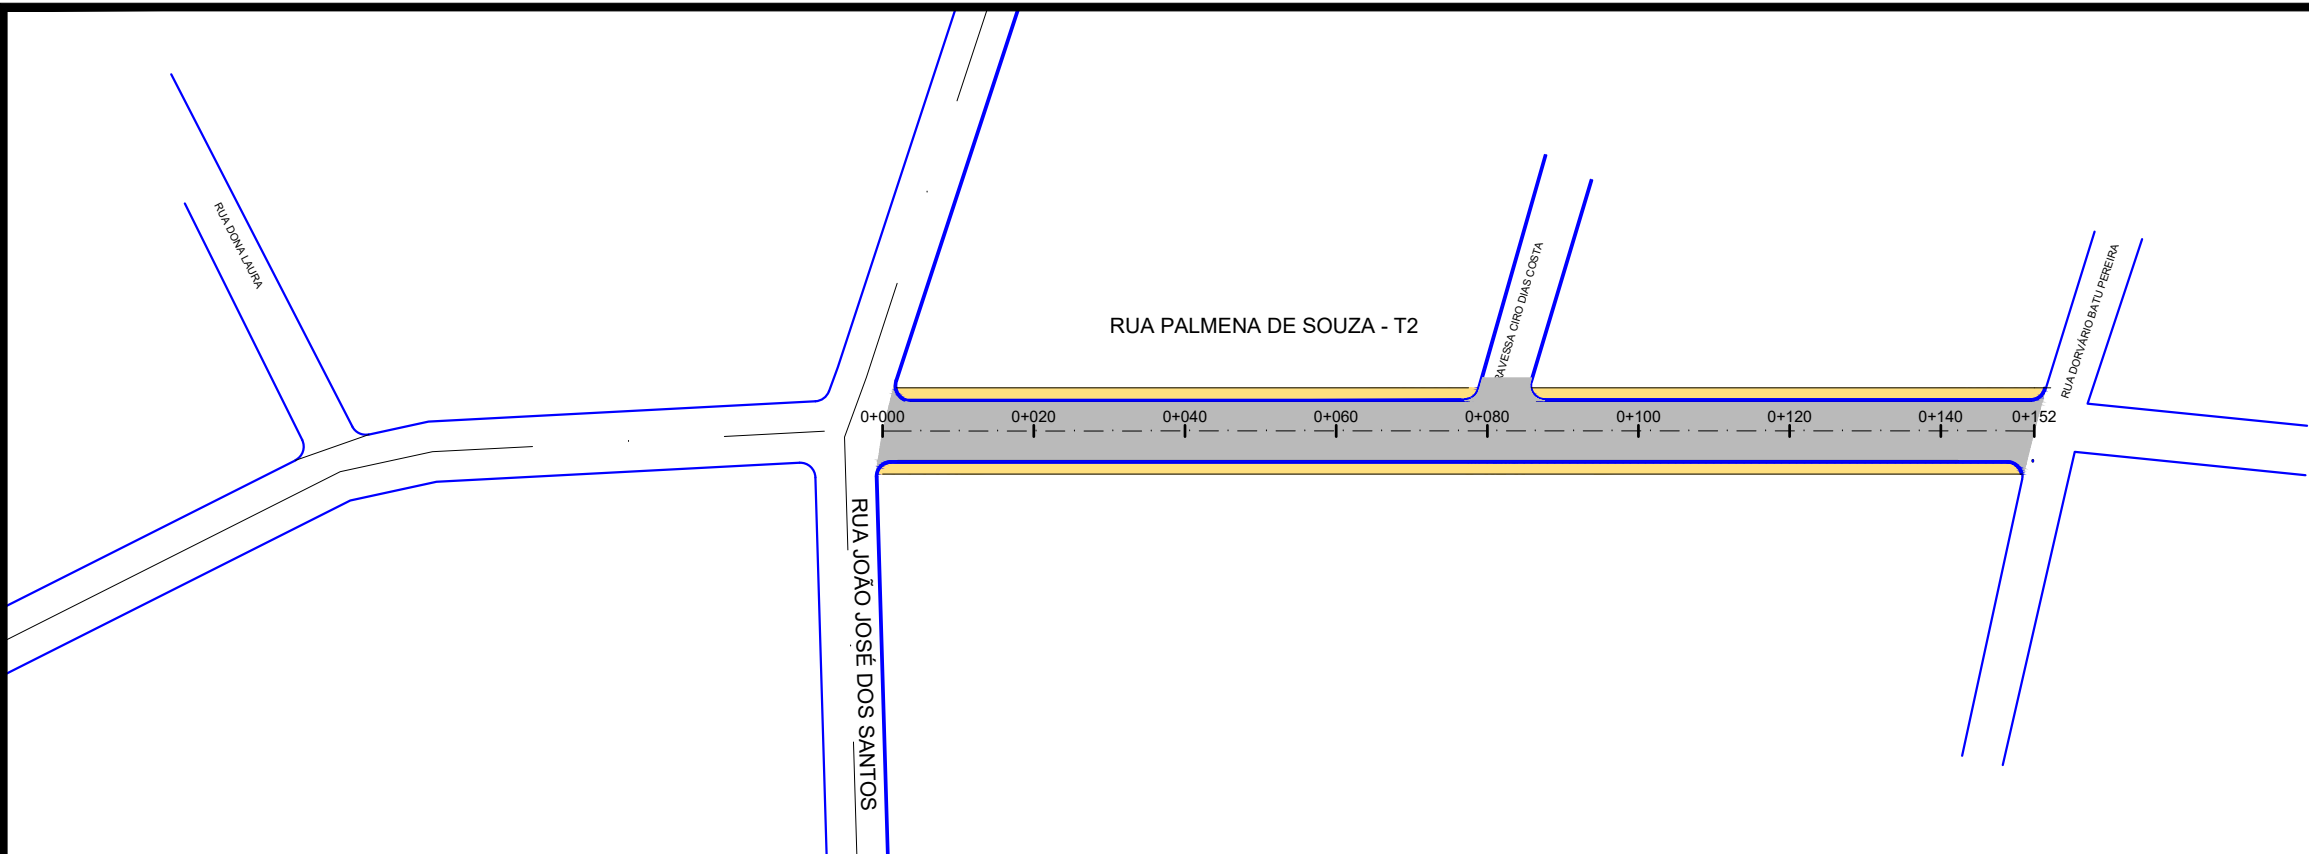 RUA DONA LAURA
RUA PALMENA DE SOUZA - T2
CIRO DIAS COSTA
RUA DORVÁRIO BATU PEREIRA
0+000 0+020 0+040 0+060 0+080 0+100 0+120 0+140 0+152
RUA JOÃO JOSÉ DOS SANTOS